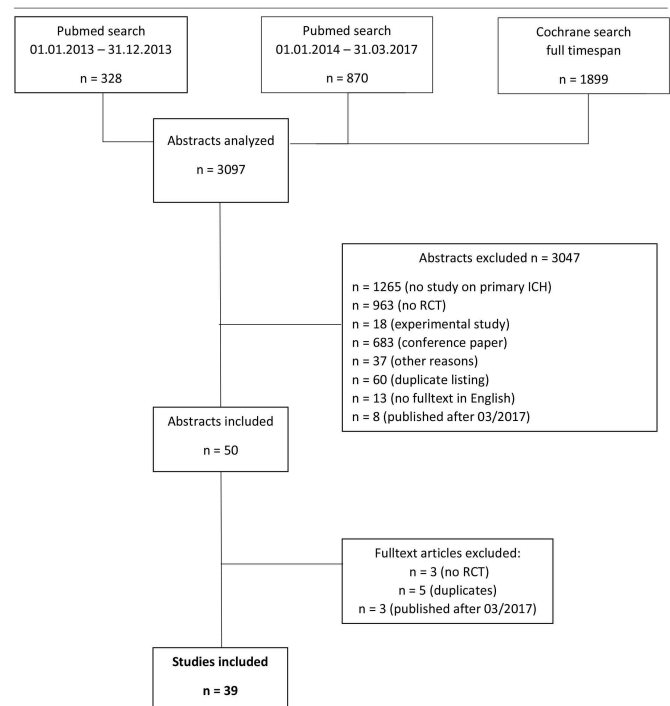 Pubmed search
01.01.2013 – 31.12.2013
n = 328
Pubmed search
01.01.2014 – 31.03.2017
n = 870
Cochrane search
full timespan
n = 1899
Abstracts analyzed
n = 3097
Abstracts excluded n = 3047
n = 1265 (no study on primary ICH)
n = 963 (no RCT)
n = 18 (experimental study)
n = 683 (conference paper)
n = 37 (other reasons)
n = 60 (duplicate listing)
n = 13 (no fulltext in English)
n = 8 (published after 03/2017)
Abstracts included
n = 50
Fulltext articles excluded:
n = 3 (no RCT)
n = 5 (duplicates)
n = 3 (published after 03/2017)
Studies included
n = 39